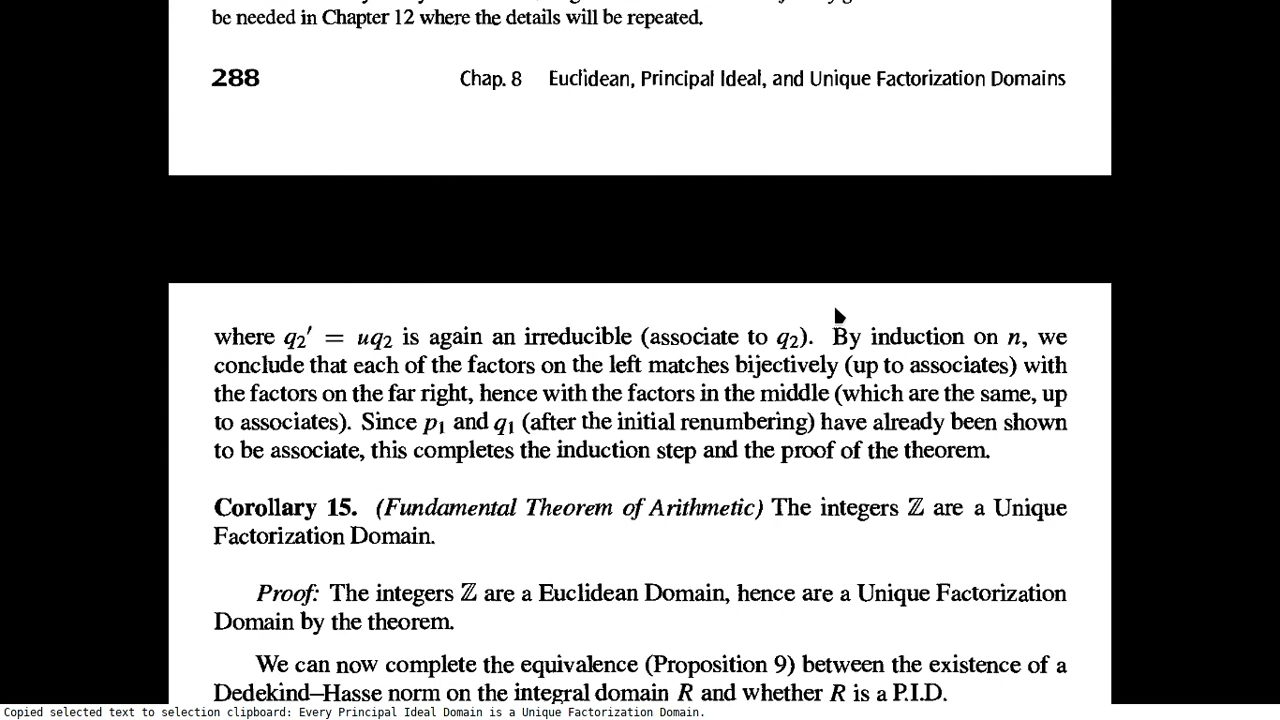 be needed in Chapter 12 where the details will be repeated.
288 Chap. 8 Euclidean, Principal Ideal, and Unique Factorization Domains
where q₂′ = uq₂ is again an irreducible (associate to q₂). By induction on n, we
conclude that each of the factors on the left matches bijectively (up to associates) with
the factors on the far right, hence with the factors in the middle (which are the same, up
to associates). Since p₁ and q₁ (after the initial renumbering) have already been shown
to be associate, this completes the induction step and the proof of the theorem.
Corollary 15. (Fundamental Theorem of Arithmetic) The integers ℤ are a Unique
Factorization Domain.
Proof: The integers ℤ are a Euclidean Domain, hence are a Unique Factorization
Domain by the theorem.
We can now complete the equivalence (Proposition 9) between the existence of a
Dedekind–Hasse norm on the integral domain R and whether R is a P.I.D.
Copied selected text to selection clipboard: Every Principal Ideal Domain is a Unique Factorization Domain.